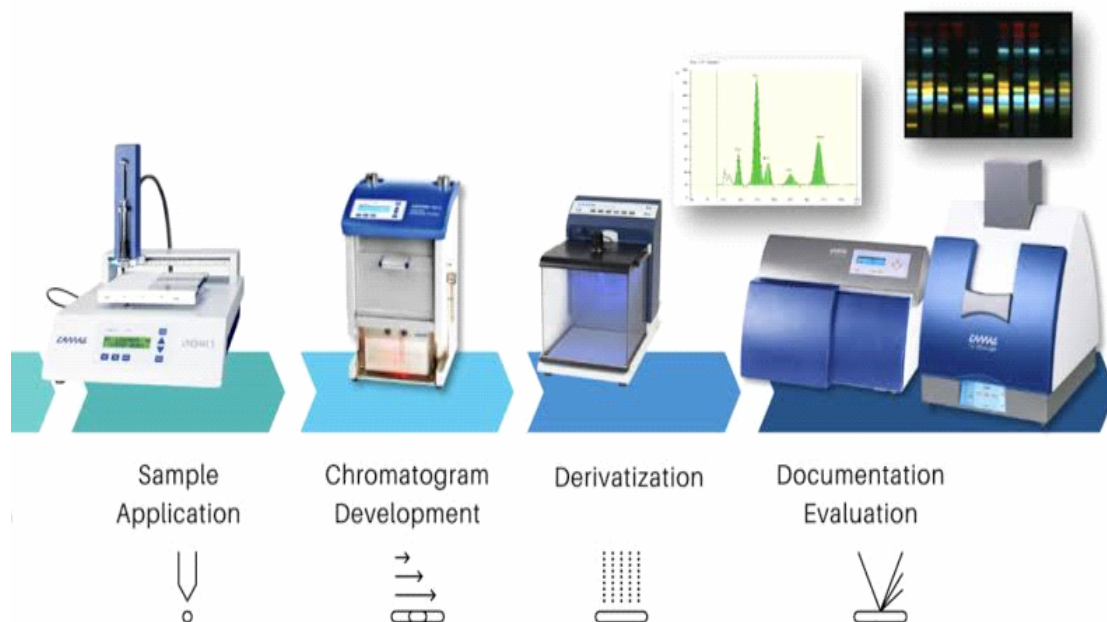 CAMAG
CAMAG
Sample
Application
Chromatogram
Development
Derivatization
Documentation
Evaluation